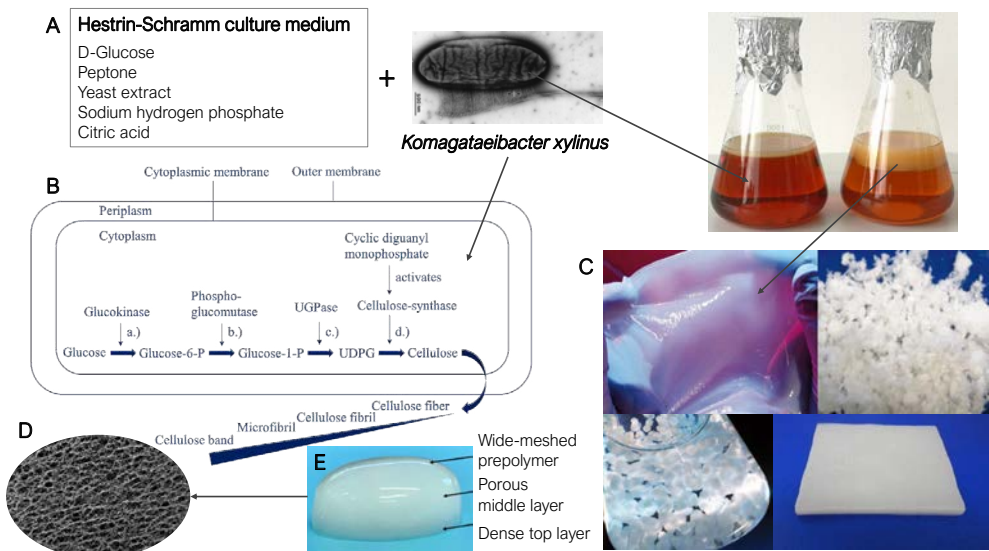 A
Hestrin-Schramm culture medium
D-Glucose
Peptone
Yeast extract
Sodium hydrogen phosphate
Citric acid
+
Komagataeibacter xylinus
B
Cytoplasmic membrane
Outer membrane
Periplasm
Cytoplasm
Cyclic diguanyl
monophosphate
activates
Glucokinase
Phospho-
glucomutase
UGPase
Cellulose-synthase
a.)
b.)
c.)
d.)
Glucose
Glucose-6-P
Glucose-1-P
UDPG
Cellulose
Cellulose fiber
Cellulose fibril
Microfibril
Cellulose band
C
D
E
Wide-meshed
prepolymer
Porous
middle layer
Dense top layer